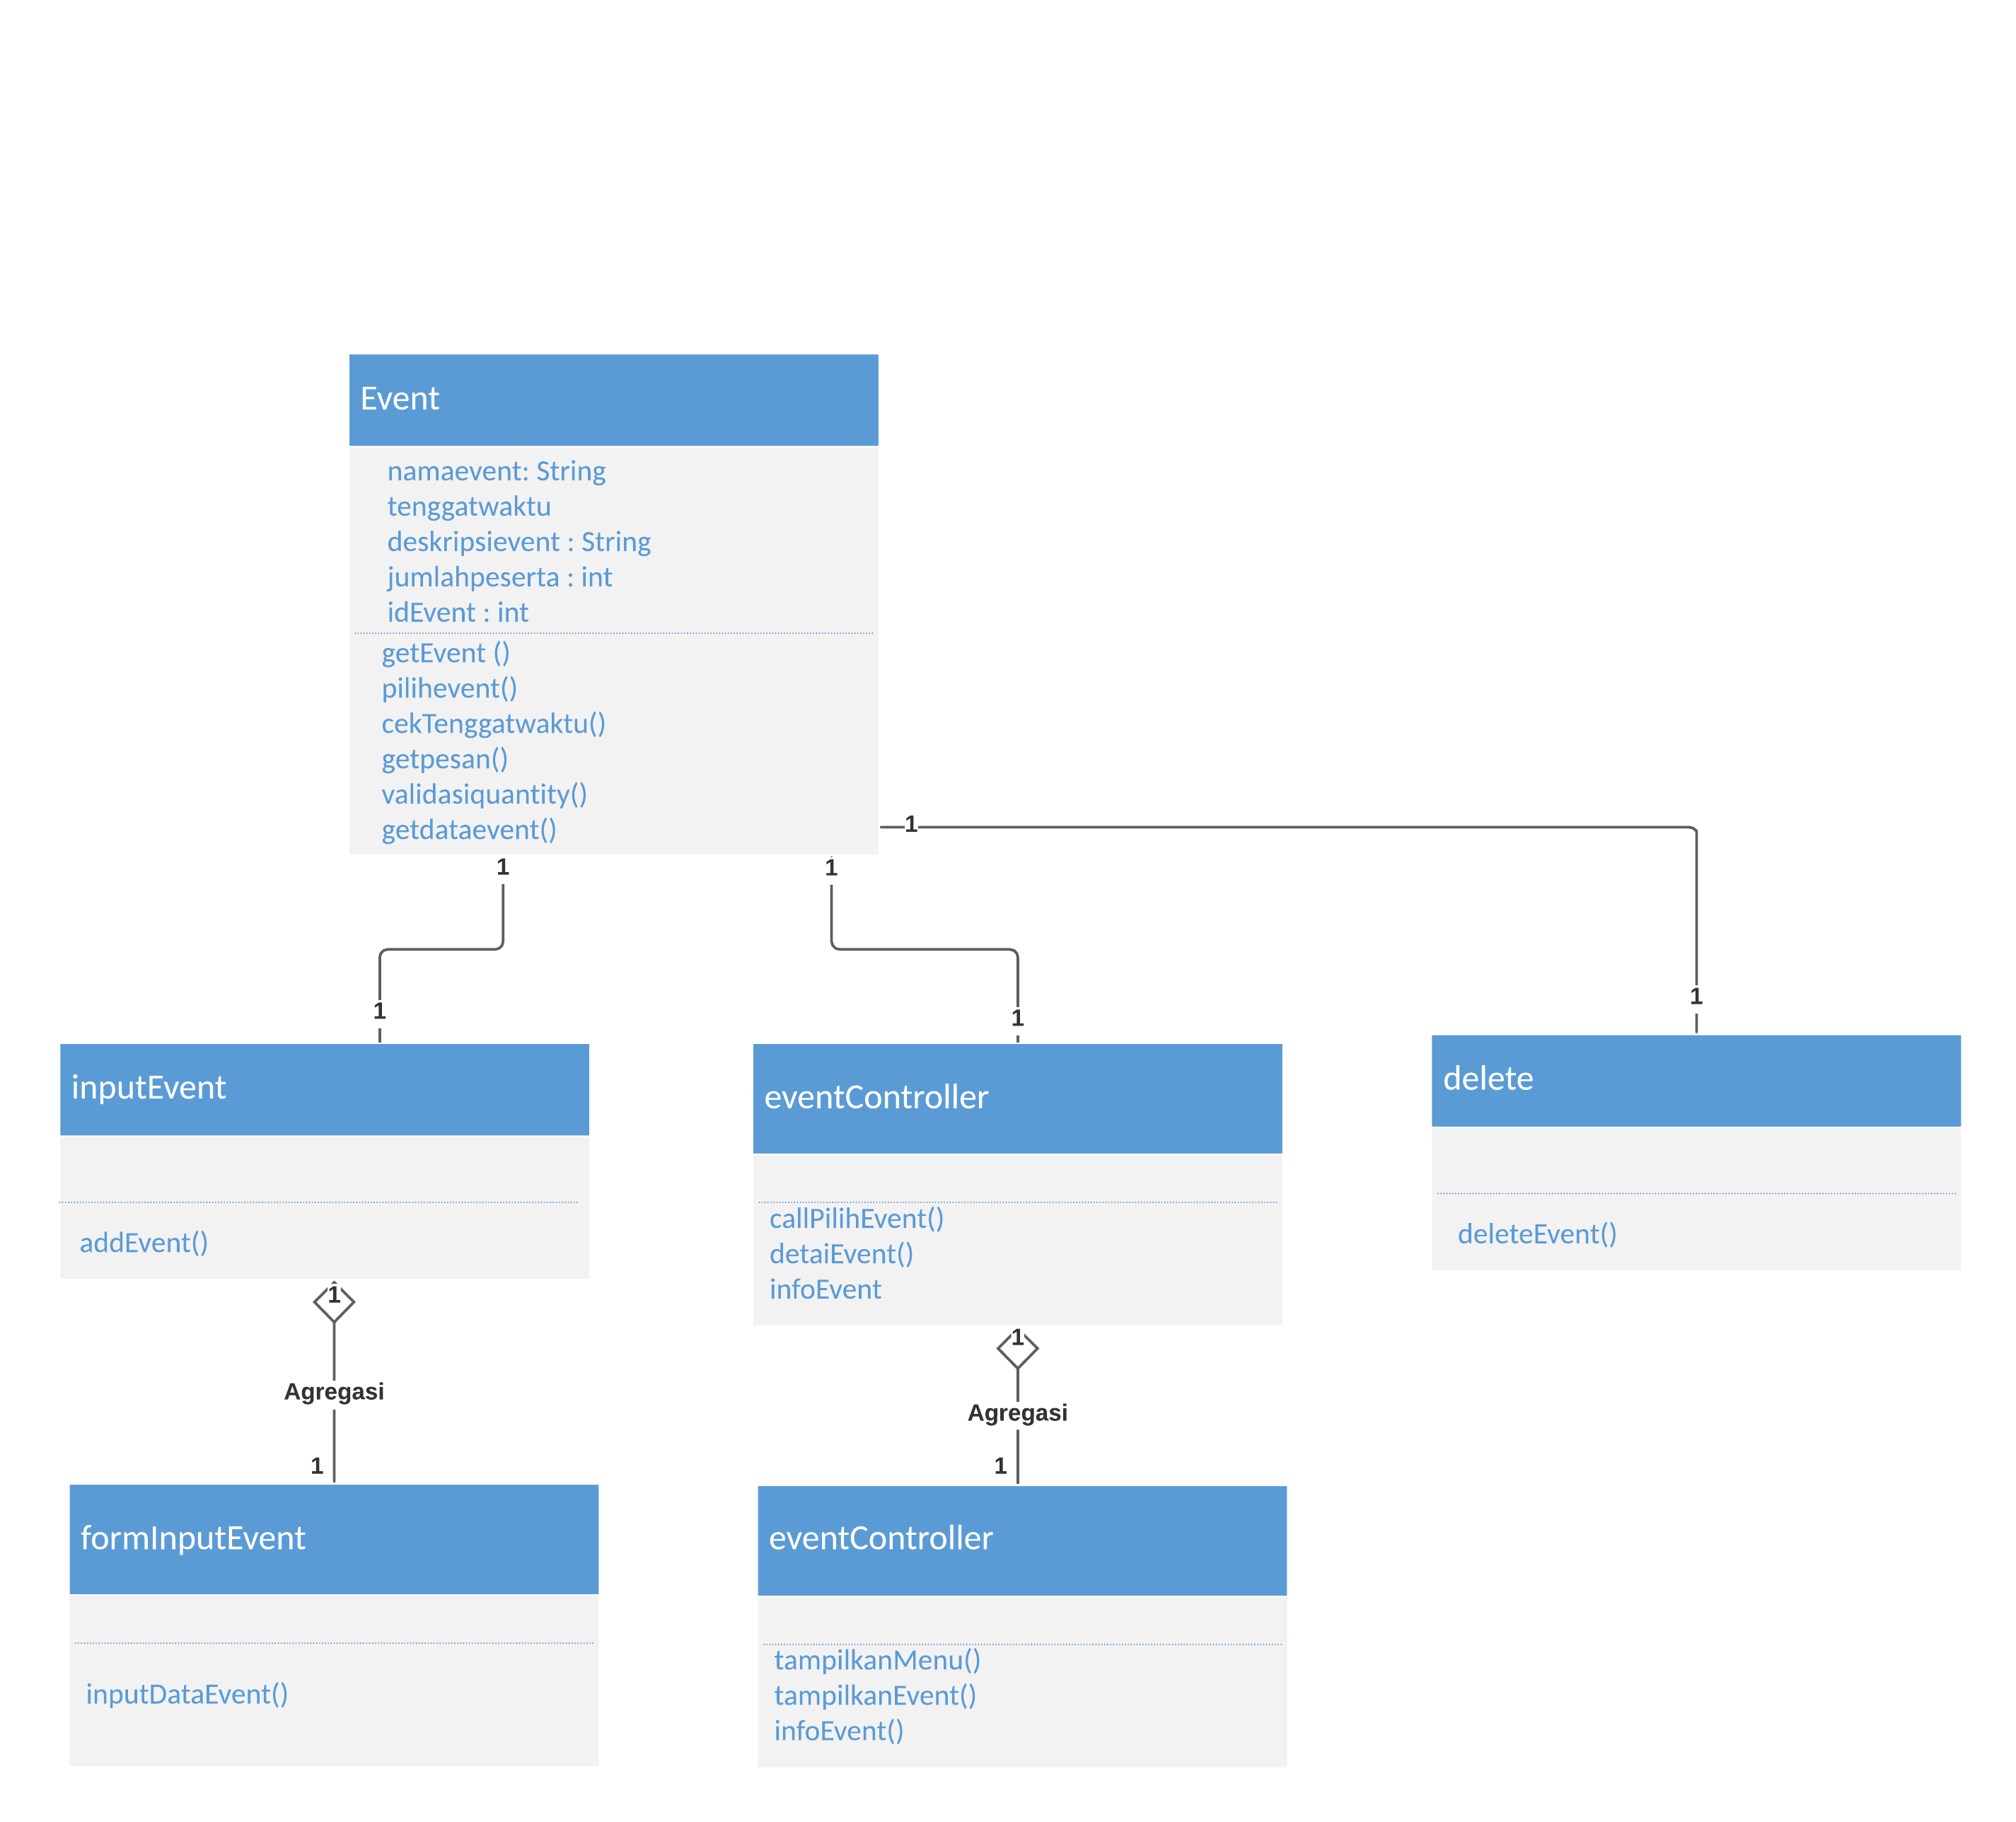 Event
namaevent: String
tenggatwaktu
deskripsievent : String
jumlahpeserta : int
idEvent : int
getEvent ()
pilihevent()
cekTenggatwaktu()
getpesan()
validasiquantity()
getdataevent()
1
1
1
1
1
1
inputEvent
addEvent()
eventController
callPilihEvent()
detaiEvent()
infoEvent
delete
deleteEvent()
1
Agregasi
1
1
Agregasi
1
formInputEvent
inputDataEvent()
eventController
tampilkanMenu()
tampilkanEvent()
infoEvent()